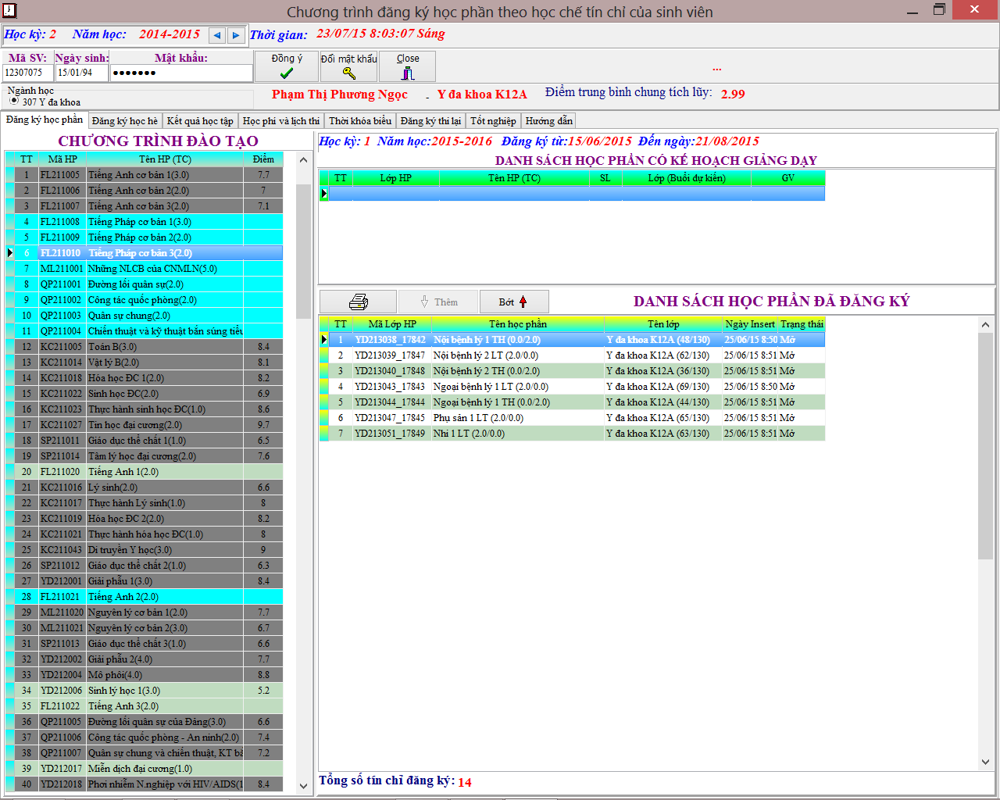 Chương trình đăng ký học phần theo học chế tín chỉ của sinh viên
Học kỳ: 2 Năm học: 2014-2015 Thời gian: 23/07/15 8:03:07 Sáng
Mã SV: Ngày sinh: Mật khẩu:
12307075 15/01/94 ●●●●●●● Đồng ý Đổi mật khẩu Close ...
Ngành học
307 Y đa khoa
Phạm Thị Phương Ngọc - Y đa khoa K12A Điểm trung bình chung tích lũy: 2.99
Đăng ký học phần Đăng ký học hè Kết quả học tập Học phí và lịch thi Thời khóa biểu Đăng ký thi lại Tốt nghiệp Hướng dẫn
CHƯƠNG TRÌNH ĐÀO TẠO
TT Mã HP Tên HP (TC) Điểm
1 FL211005 Tiếng Anh cơ bản 1(3.0) 7.7
2 FL211006 Tiếng Anh cơ bản 2(2.0) 7
3 FL211007 Tiếng Anh cơ bản 3(2.0) 7.1
4 FL211008 Tiếng Pháp cơ bản 1(3.0)
5 FL211009 Tiếng Pháp cơ bản 2(2.0)
6 FL211010 Tiếng Pháp cơ bản 3(2.0)
7 ML211001 Những NLCB của CNMLN(5.0)
8 QP211001 Đường lối quân sự(2.0)
9 QP211002 Công tác quốc phòng(2.0)
10 QP211003 Quân sự chung(2.0)
11 QP211004 Chiến thuật và kỹ thuật bắn súng tiểu
12 KC211005 Toán B(3.0) 8.4
13 KC211014 Vật lý B(2.0) 8.1
14 KC211018 Hóa học ĐC 1(2.0) 8.2
15 KC211022 Sinh học ĐC(2.0) 6.9
16 KC211023 Thực hành sinh học ĐC(1.0) 8.6
17 KC211027 Tin học đại cương(2.0) 9.7
18 SP211011 Giáo dục thể chất 1(1.0) 6.5
19 SP211014 Tâm lý học đại cương(2.0) 7.6
20 FL211020 Tiếng Anh 1(2.0)
21 KC211016 Lý sinh(2.0) 6.6
22 KC211017 Thực hành Lý sinh(1.0) 8
23 KC211019 Hóa học ĐC 2(2.0) 8.2
24 KC211021 Thực hành hóa học ĐC(1.0) 8
25 KC211043 Di truyền Y học(3.0) 9
26 SP211012 Giáo dục thể chất 2(1.0) 6.3
27 YD212001 Giải phẫu 1(3.0) 8.4
28 FL211021 Tiếng Anh 2(2.0)
29 ML211020 Nguyên lý cơ bản 1(2.0) 7.7
30 ML211021 Nguyên lý cơ bản 2(3.0) 6.7
31 SP211013 Giáo dục thể chất 3(1.0) 6.6
32 YD212002 Giải phẫu 2(4.0) 7.7
33 YD212004 Mô phôi(4.0) 8.8
34 YD212006 Sinh lý học 1(3.0) 5.2
35 FL211022 Tiếng Anh 3(2.0)
36 QP211005 Đường lối quân sự của Đảng(3.0) 6.6
37 QP211006 Công tác quốc phòng - An ninh(2.0) 7.4
38 QP211007 Quân sự chung và chiến thuật, KT bắ 7.2
39 YD212017 Miễn dịch đại cương(1.0)
40 YD212018 Phơi nhiễm N.nghiệp với HIV/AIDS(1 8.4
Học kỳ: 1 Năm học:2015-2016 Đăng ký từ:15/06/2015 Đến ngày:21/08/2015
DANH SÁCH HỌC PHẦN CÓ KẾ HOẠCH GIẢNG DẠY
TT Lớp HP Tên HP (TC) SL Lớp (Buổi dự kiến) GV
Thêm Bớt DANH SÁCH HỌC PHẦN ĐÃ ĐĂNG KÝ
TT Mã Lớp HP Tên học phần Tên lớp Ngày Insert Trạng thái
1 YD213038_17842 Nội bệnh lý 1 TH (0.0/2.0) Y đa khoa K12A (48/130) 25/06/15 8:50 Mở
2 YD213039_17847 Nội bệnh lý 2 LT (2.0/0.0) Y đa khoa K12A (62/130) 25/06/15 8:51 Mở
3 YD213040_17848 Nội bệnh lý 2 TH (0.0/2.0) Y đa khoa K12A (36/130) 25/06/15 8:51 Mở
4 YD213043_17843 Ngoại bệnh lý 1 LT (2.0/0.0) Y đa khoa K12A (69/130) 25/06/15 8:50 Mở
5 YD213044_17844 Ngoại bệnh lý 1 TH (0.0/2.0) Y đa khoa K12A (44/130) 25/06/15 8:51 Mở
6 YD213047_17845 Phụ sản 1 LT (2.0/0.0) Y đa khoa K12A (65/130) 25/06/15 8:51 Mở
7 YD213051_17849 Nhi 1 LT (2.0/0.0) Y đa khoa K12A (63/130) 25/06/15 8:51 Mở
Tổng số tín chỉ đăng ký: 14